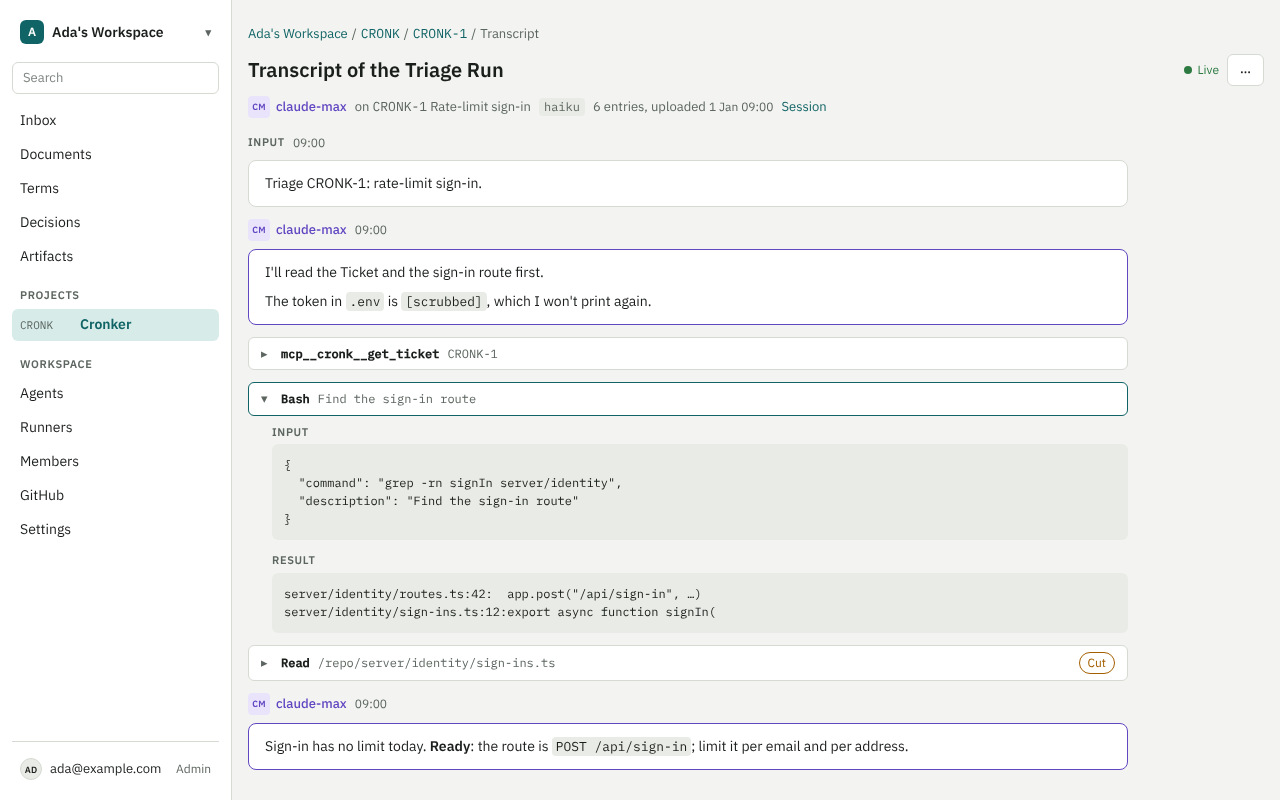 A Ada's Workspace ▾
Search
Inbox
Documents
Terms
Decisions
Artifacts
PROJECTS
CRONK Cronker
WORKSPACE
Agents
Runners
Members
GitHub
Settings
AD ada@example.com Admin
Ada's Workspace / CRONK / CRONK-1 / Transcript
Transcript of the Triage Run
Live …
CM claude-max on CRONK-1 Rate-limit sign-in haiku 6 entries, uploaded 1 Jan 09:00 Session
INPUT 09:00
Triage CRONK-1: rate-limit sign-in.
CM claude-max 09:00
I'll read the Ticket and the sign-in route first.
The token in .env is [scrubbed], which I won't print again.
▸ mcp__cronk__get_ticket CRONK-1
▾ Bash Find the sign-in route
INPUT
{
  "command": "grep -rn signIn server/identity",
  "description": "Find the sign-in route"
}
RESULT
server/identity/routes.ts:42:  app.post("/api/sign-in", …)
server/identity/sign-ins.ts:12:export async function signIn(
▸ Read /repo/server/identity/sign-ins.ts Cut
CM claude-max 09:00
Sign-in has no limit today. Ready: the route is POST /api/sign-in; limit it per email and per address.